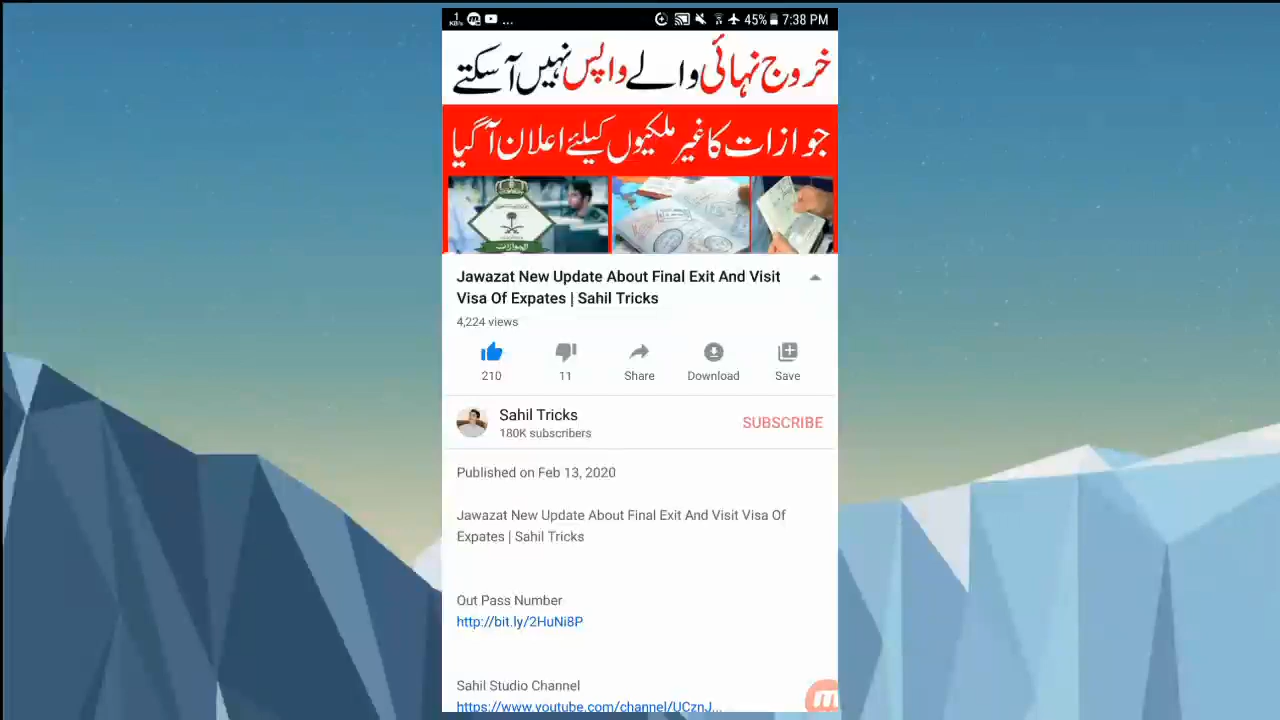 1
KB/s
...
45%
7:38 PM
خروج نہائی والے واپس نہیں آسکتے
جوازات کا غیر ملکیوں کیلئے اعلان آگیا
الجوازات
Jawazat New Update About Final Exit And Visit
Visa Of Expates | Sahil Tricks
4,224 views
210
11
Share
Download
Save
Sahil Tricks
180K subscribers
SUBSCRIBE
Published on Feb 13, 2020
Jawazat New Update About Final Exit And Visit Visa Of
Expates | Sahil Tricks
Out Pass Number
http://bit.ly/2HuNi8P
Sahil Studio Channel
https://www.youtube.com/channel/UCznJ...